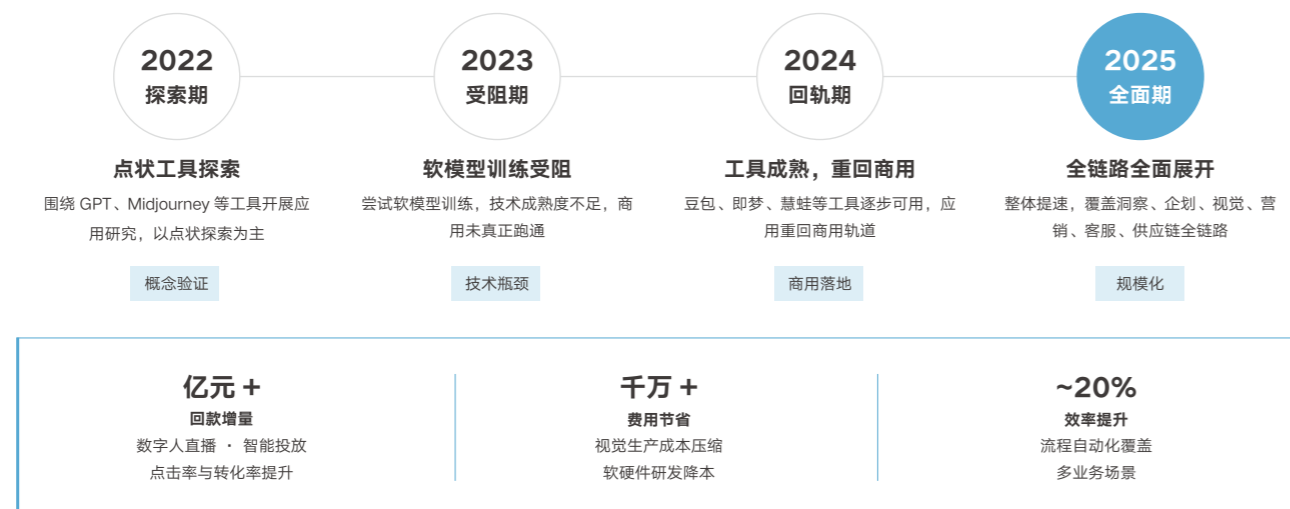 2022
探索期
2023
受阻期
2024
回轨期
2025
全面期
点状工具探索
围绕 GPT、Midjourney 等工具开展应
用研究，以点状探索为主
概念验证
软模型训练受阻
尝试软模型训练，技术成熟度不足，商
用未真正跑通
技术瓶颈
工具成熟，重回商用
豆包、即梦、慧蛙等工具逐步可用，应
用重回商用轨道
商用落地
全链路全面展开
整体提速，覆盖洞察、企划、视觉、营
销、客服、供应链全链路
规模化
亿元 +
回款增量
数字人直播 · 智能投放
点击率与转化率提升
千万 +
费用节省
视觉生产成本压缩
软硬件研发降本
~20%
效率提升
流程自动化覆盖
多业务场景